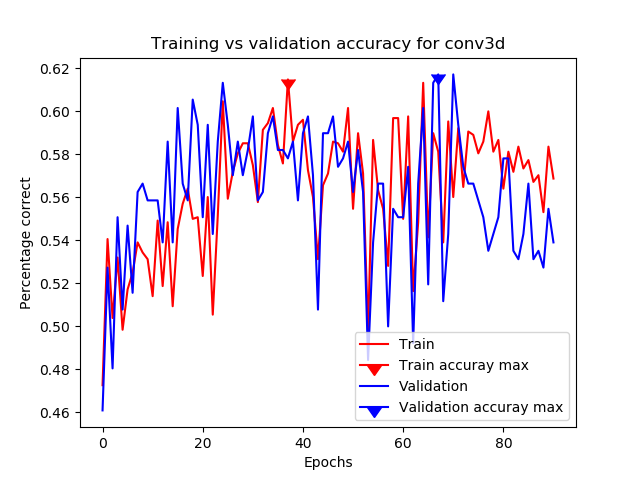 Training vs validation accuracy for conv3d
Percentage correct
0.62
0.60
0.58
0.56
0.54
0.52
0.50
0.48
0.46
0
20
40
60
80
Epochs
Train
Train accuray max
Validation
Validation accuray max